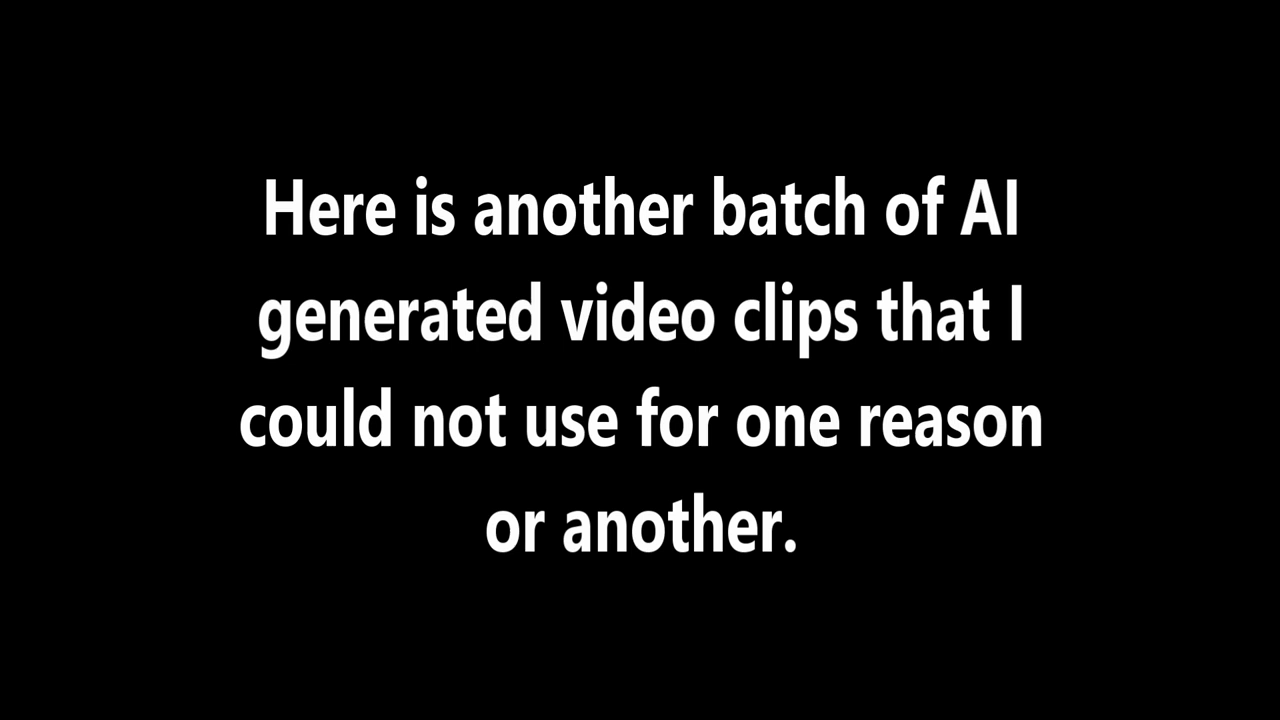 Here is another batch of AI
generated video clips that I
could not use for one reason
or another.